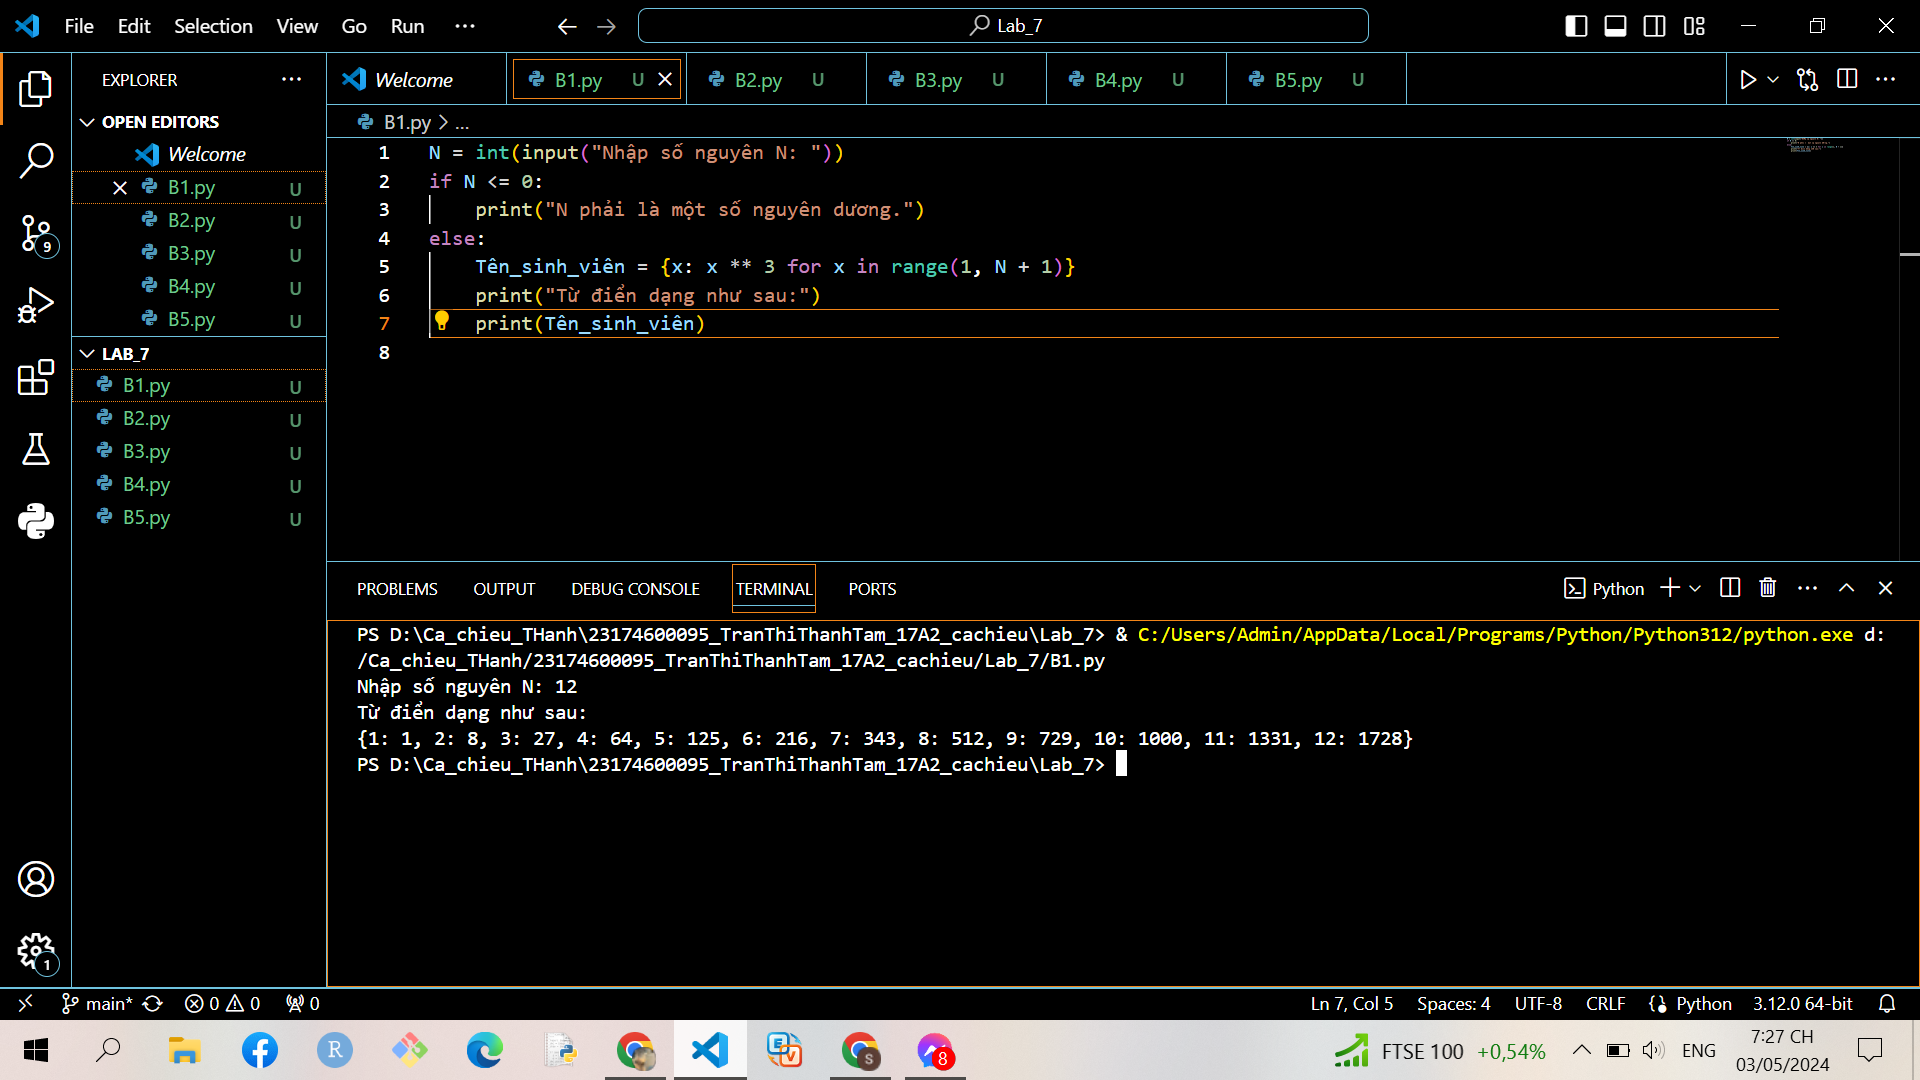 File Edit Selection View Go Run ...
Lab_7
EXPLORER ...
Welcome
B1.py U
B2.py U
B3.py U
B4.py U
B5.py U
OPEN EDITORS
Welcome
B1.py U
B2.py U
B3.py U
B4.py U
B5.py U
LAB_7
B1.py U
B2.py U
B3.py U
B4.py U
B5.py U
9
1
B1.py > ...
1 N = int(input("Nhập số nguyên N: "))
2 if N <= 0:
3 print("N phải là một số nguyên dương.")
4 else:
5 Tên_sinh_viên = {x: x ** 3 for x in range(1, N + 1)}
6 print("Từ điển dạng như sau:")
7 print(Tên_sinh_viên)
8
PROBLEMS OUTPUT DEBUG CONSOLE TERMINAL PORTS
Python
PS D:\Ca_chieu_THanh\23174600095_TranThiThanhTam_17A2_cachieu\Lab_7> & C:/Users/Admin/AppData/Local/Programs/Python/Python312/python.exe d:
/Ca_chieu_THanh/23174600095_TranThiThanhTam_17A2_cachieu/Lab_7/B1.py
Nhập số nguyên N: 12
Từ điển dạng như sau:
{1: 1, 2: 8, 3: 27, 4: 64, 5: 125, 6: 216, 7: 343, 8: 512, 9: 729, 10: 1000, 11: 1331, 12: 1728}
PS D:\Ca_chieu_THanh\23174600095_TranThiThanhTam_17A2_cachieu\Lab_7>
main* 0 0 0
Ln 7, Col 5 Spaces: 4 UTF-8 CRLF Python 3.12.0 64-bit
R
E
V
S
8
FTSE 100 +0,54%
ENG
7:27 CH
03/05/2024